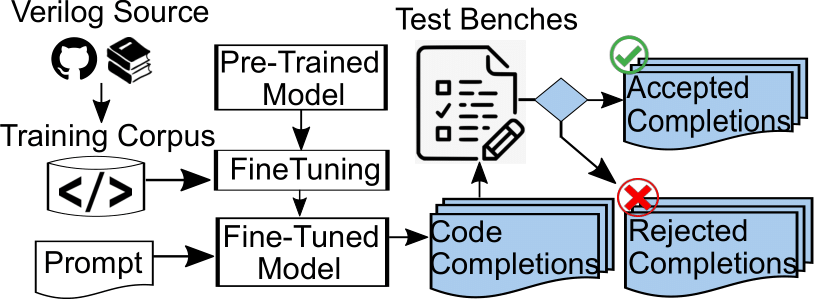 Verilog Source
Training Corpus
</>
Prompt
Pre-Trained
Model
FineTuning
Fine-Tuned
Model
Test Benches
Code
Completions
Accepted
Completions
Rejected
Completions